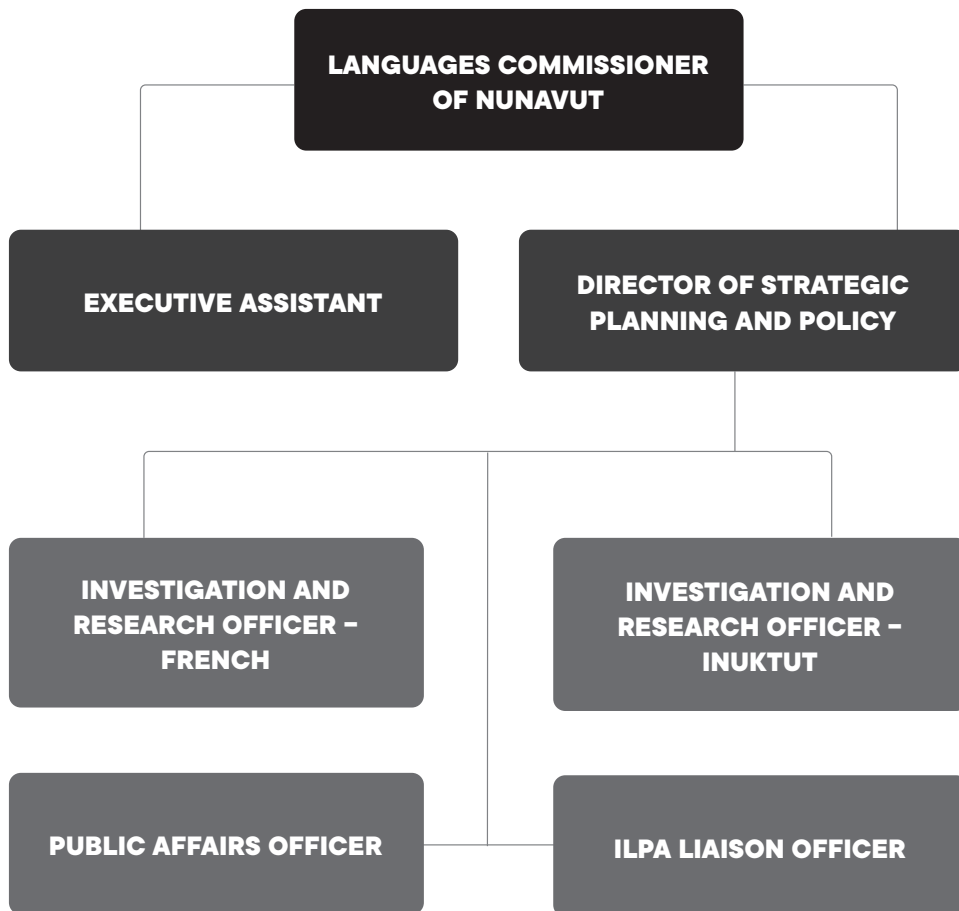 LANGUAGES COMMISSIONER
OF NUNAVUT
EXECUTIVE ASSISTANT
DIRECTOR OF STRATEGIC
PLANNING AND POLICY
INVESTIGATION AND
RESEARCH OFFICER –
FRENCH
INVESTIGATION AND
RESEARCH OFFICER –
INUKTUT
PUBLIC AFFAIRS OFFICER
ILPA LIAISON OFFICER